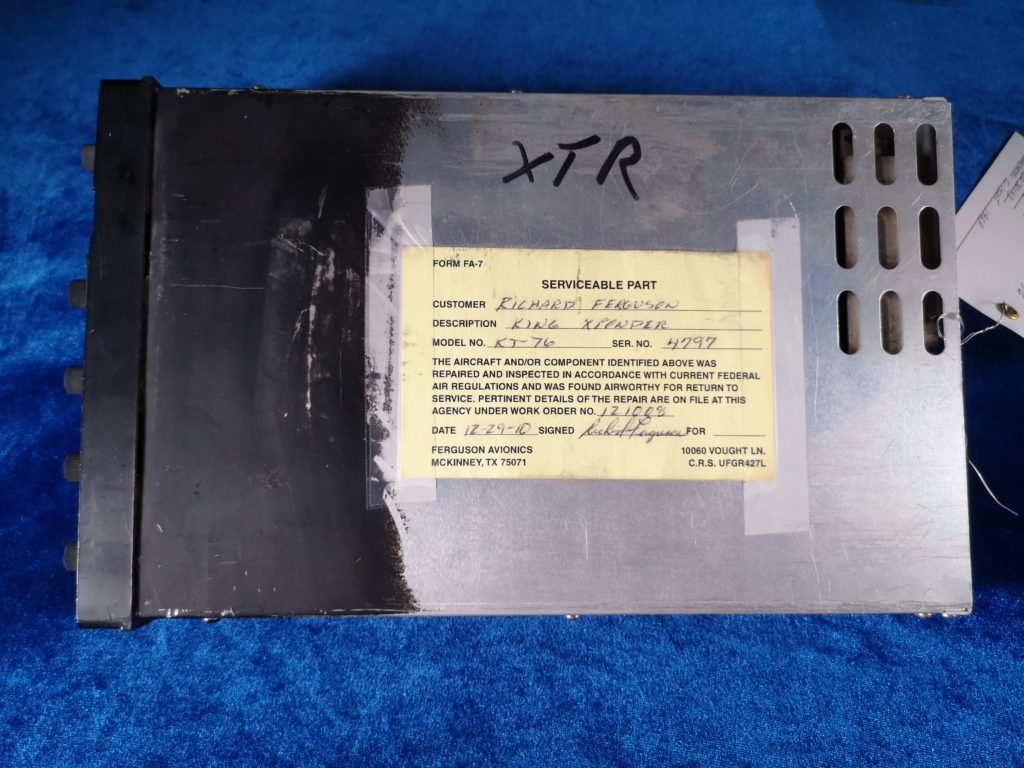 XTR
FORM FA-7
SERVICEABLE PART
CUSTOMER RICHARD FERGUSON
DESCRIPTION KING XPONDER
MODEL NO. KT-76 SER. NO. 4797
THE AIRCRAFT AND/OR COMPONENT IDENTIFIED ABOVE WAS
REPAIRED AND INSPECTED IN ACCORDANCE WITH CURRENT FEDERAL
AIR REGULATIONS AND WAS FOUND AIRWORTHY FOR RETURN TO
SERVICE. PERTINENT DETAILS OF THE REPAIR ARE ON FILE AT THIS
AGENCY UNDER WORK ORDER NO. 121008
DATE 12-29-10 SIGNED Richard Ferguson FOR
FERGUSON AVIONICS 10060 VOUGHT LN.
MCKINNEY, TX 75071 C.R.S. UFGR427L